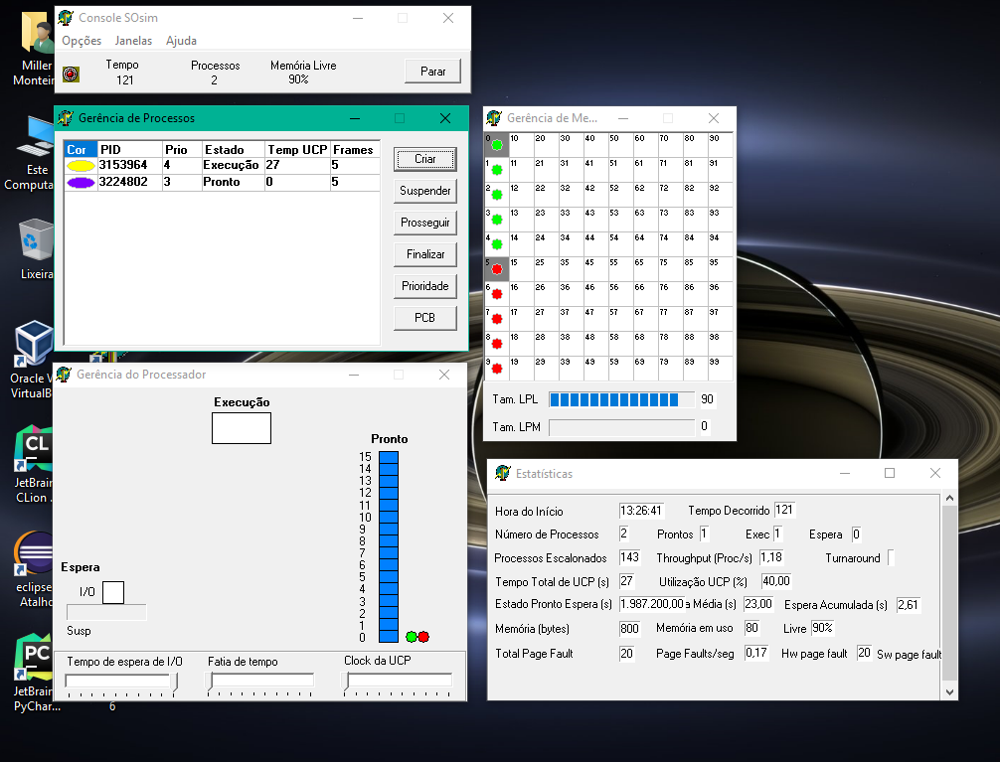 Miller
Monteir
Este
Computa
Lixeira
Oracle V
VirtualB
JetBrain
CLion
eclipse
Atalho
JetBrain
PyChar...
6
Console SOsim
Opções Janelas Ajuda
Tempo Processos Memória Livre
121 2 90%
Parar
Gerência de Processos
Cor PID Prio Estado Temp UCP Frames
3153964 4 Execução 27 5
3224802 3 Pronto 0 5
Criar
Suspender
Prosseguir
Finalizar
Prioridade
PCB
Gerência de Me...
0 10 20 30 40 50 60 70 80 90
1 11 21 31 41 51 61 71 81 91
2 12 22 32 42 52 62 72 82 92
3 13 23 33 43 53 63 73 83 93
4 14 24 34 44 54 64 74 84 94
5 15 25 35 45 55 65 75 85 95
6 16 26 36 46 56 66 76 86 96
7 17 27 37 47 57 67 77 87 97
8 18 28 38 48 58 68 78 88 98
9 19 29 39 49 59 69 79 89 99
Tam. LPL 90
Tam. LPM 0
Gerência do Processador
Execução
Pronto
15
14
13
12
11
10
9
8
7
6
5
4
3
2
1
0
Espera
I/O
Susp
Tempo de espera de I/O Fatia de tempo Clock da UCP
Estatísticas
Hora do Início 13:26:41 Tempo Decorrido 121
Número de Processos 2 Prontos 1 Exec 1 Espera 0
Processos Escalonados 143 Throughput (Proc/s) 1,18 Turnaround
Tempo Total de UCP (s) 27 Utilização UCP (%) 40,00
Estado Pronto Espera (s) 1.987.200,00 a Média (s) 23,00 Espera Acumulada (s) 2,61
Memória (bytes) 800 Memória em uso 80 Livre 90%
Total Page Fault 20 Page Faults/seg 0,17 Hw page fault 20 Sw page fault